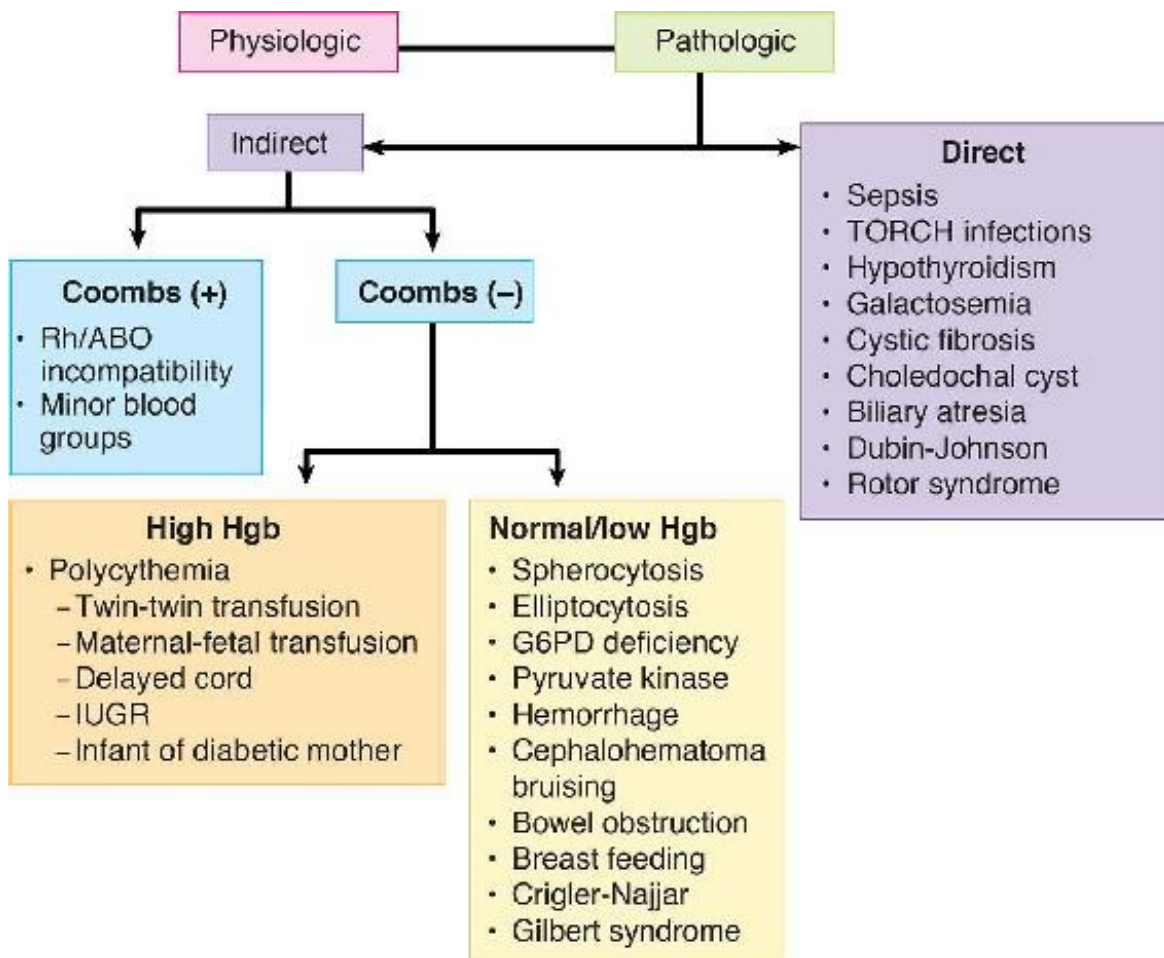 Physiologic
Pathologic
Indirect
Direct
• Sepsis
• TORCH infections
• Hypothyroidism
• Galactosemia
• Cystic fibrosis
• Choledochal cyst
• Biliary atresia
• Dubin-Johnson
• Rotor syndrome
Coombs (+)
• Rh/ABO
incompatibility
• Minor blood
groups
Coombs (–)
High Hgb
• Polycythemia
– Twin-twin transfusion
– Maternal-fetal transfusion
– Delayed cord
– IUGR
– Infant of diabetic mother
Normal/low Hgb
• Spherocytosis
• Elliptocytosis
• G6PD deficiency
• Pyruvate kinase
• Hemorrhage
• Cephalohematoma
bruising
• Bowel obstruction
• Breast feeding
• Crigler-Najjar
• Gilbert syndrome